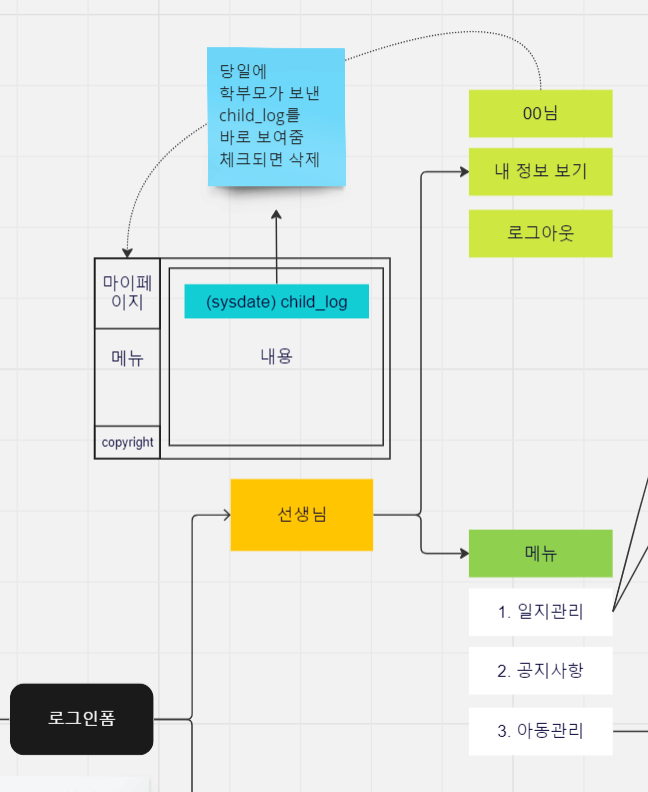 당일에
학부모가 보낸
child_log를
바로 보여줌
체크되면 삭제
00님
내 정보 보기
로그아웃
마이페
이지
(sysdate) child_log
메뉴
내용
copyright
선생님
메뉴
1. 일지관리
2. 공지사항
로그인폼
3. 아동관리